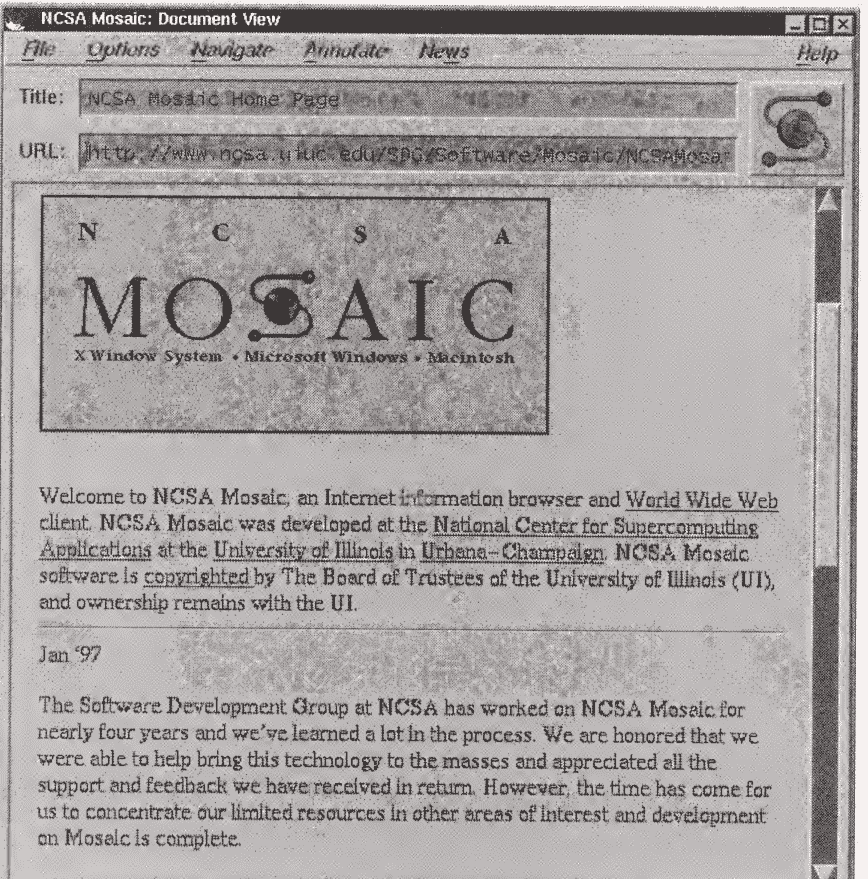 NCSA Mosaic: Document View
File Options Navigate Annotate News Help
Title: NCSA Mosaic Home Page
URL: http://www.ncsa.uiuc.edu/SDG/Software/Mosaic/NCSAMosa
N C S A
MOSAIC
X Window System • Microsoft Windows • Macintosh
Welcome to NCSA Mosaic, an Internet information browser and World Wide Web
client. NCSA Mosaic was developed at the National Center for Supercomputing
Applications at the University of Illinois in Urbana-Champaign. NCSA Mosaic
software is copyrighted by The Board of Trustees of the University of Illinois (UI),
and ownership remains with the UI.
Jan '97
The Software Development Group at NCSA has worked on NCSA Mosaic for
nearly four years and we've learned a lot in the process. We are honored that we
were able to help bring this technology to the masses and appreciated all the
support and feedback we have received in return. However, the time has come for
us to concentrate our limited resources in other areas of interest and development
on Mosaic is complete.